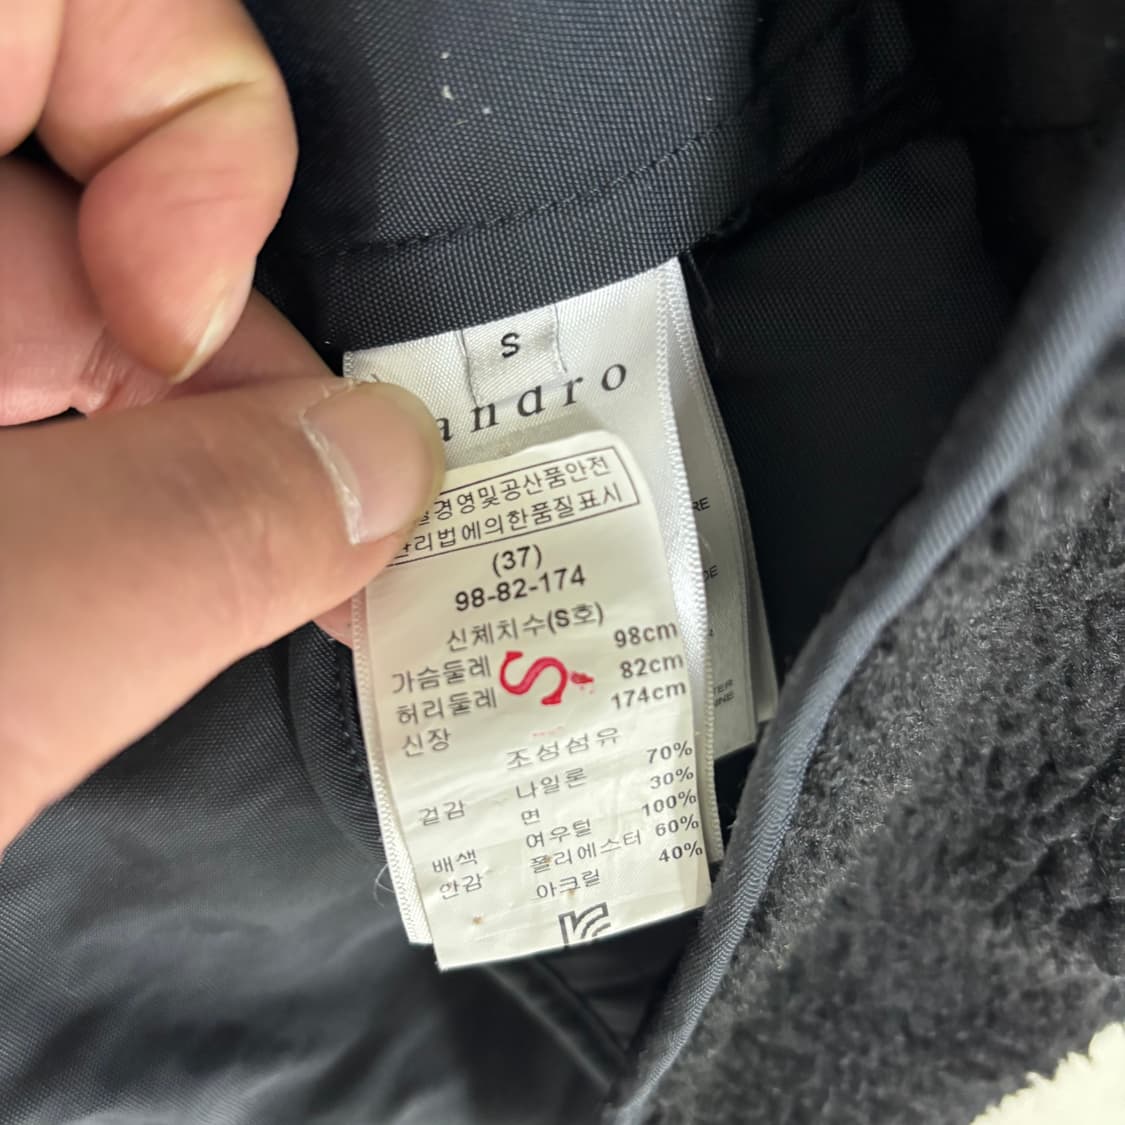 S
andro
경영및공산품안전
리법에의한품질표시
(37)
98-82-174
신체치수(S호)
가슴둘레 98cm
허리둘레 82cm
신장 174cm
S
조성섬유
겉감 나일론 70%
면 30%
배색 여우털 100%
안감 폴리에스터 60%
아크릴 40%